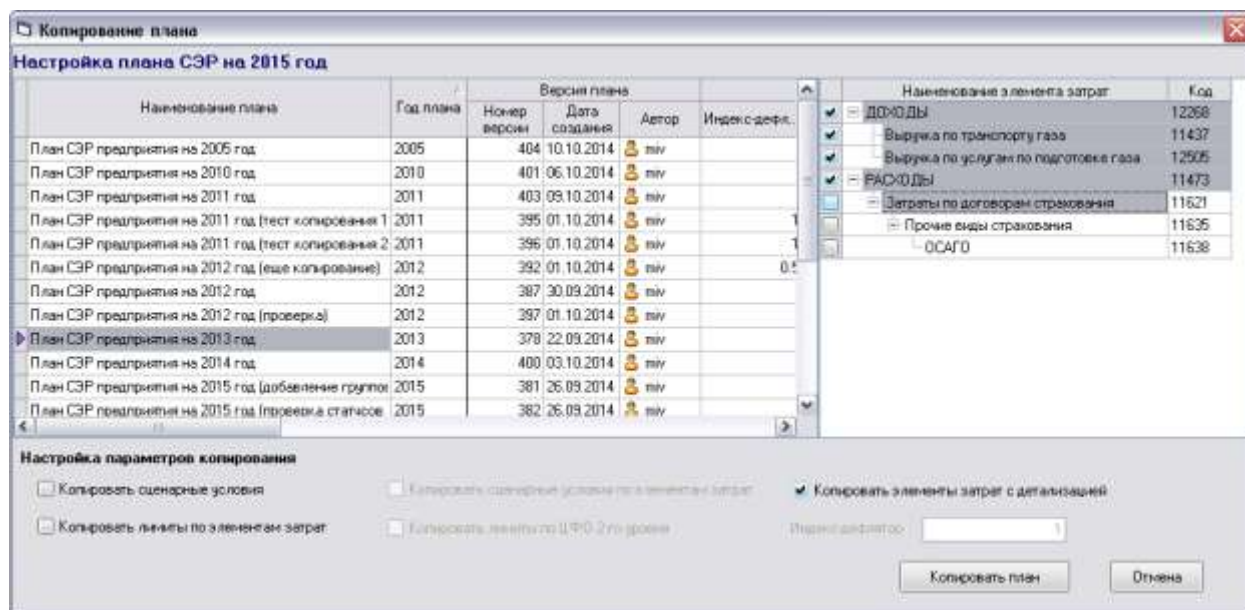 Копирование плана
Настройка плана СЭР на 2015 год
Наименование плана
Год плана
Версия плана
Номер версии
Дата создания
Автор
Индекс-дефл.
План СЭР предприятия на 2005 год 2005 404 10.10.2014 miv
План СЭР предприятия на 2010 год 2010 401 06.10.2014 miv
План СЭР предприятия на 2011 год 2011 403 09.10.2014 miv
План СЭР предприятия на 2011 год (тест копирования 1 2011 395 01.10.2014 miv 1
План СЭР предприятия на 2011 год (тест копирования 2 2011 396 01.10.2014 miv 1
План СЭР предприятия на 2012 год (еще копирование) 2012 392 01.10.2014 miv 0.5
План СЭР предприятия на 2012 год 2012 387 30.09.2014 miv
План СЭР предприятия на 2012 год (проверка) 2012 397 01.10.2014 miv
План СЭР предприятия на 2013 год 2013 378 22.09.2014 miv
План СЭР предприятия на 2014 год 2014 400 03.10.2014 miv
План СЭР предприятия на 2015 год (добавление группов 2015 381 26.09.2014 miv
План СЭР предприятия на 2015 год (проверка статусов 2015 382 26.09.2014 miv
Наименование элемента затрат Код
ДОХОДЫ 12268
Выручка по транспорту газа 11437
Выручка по услугам по подготовке газа 12505
РАСХОДЫ 11473
Затраты по договорам страхования 11621
Прочие виды страхования 11635
ОСАГО 11638
Настройка параметров копирования
Копировать сценарные условия
Копировать сценарные условия по элементам затрат
Копировать элементы затрат с детализацией
Копировать лимиты по элементам затрат
Копировать лимиты по ЦФО 2 го уровня
Индекс дефлятор 1
Копировать план
Отмена